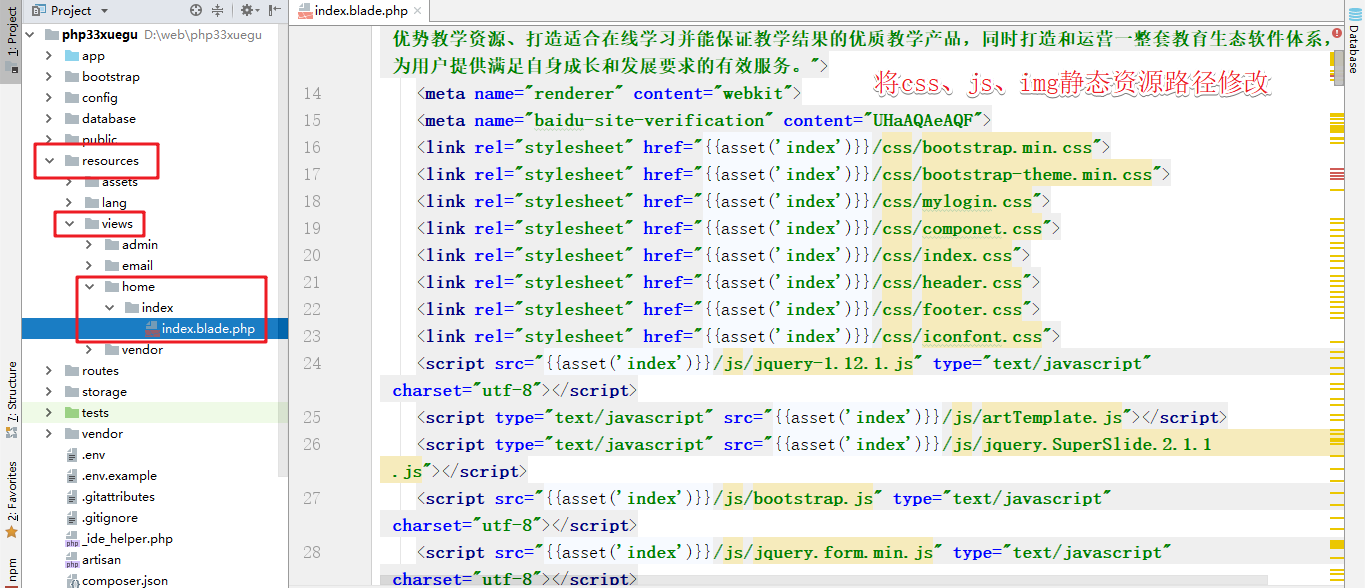 1: Project
Project
index.blade.php
php33xuegu D:\web\php33xuegu
app
bootstrap
config
database
public
resources
assets
lang
views
admin
email
home
index
index.blade.php
vendor
routes
storage
tests
vendor
.env
.env.example
.gitattributes
.gitignore
_ide_helper.php
artisan
composer.json
7: Structure
2: Favorites
npm
优势教学资源、打造适合在线学习并能保证教学结果的优质教学产品，同时打造和运营一整套教育生态软件体系，
为用户提供满足自身成长和发展要求的有效服务。">
将css、js、img静态资源路径修改
14 <meta name="renderer" content="webkit">
15 <meta name="baidu-site-verification" content="UHaAQAeAQF">
16 <link rel="stylesheet" href="{{asset('index')}}/css/bootstrap.min.css">
17 <link rel="stylesheet" href="{{asset('index')}}/css/bootstrap-theme.min.css">
18 <link rel="stylesheet" href="{{asset('index')}}/css/mylogin.css">
19 <link rel="stylesheet" href="{{asset('index')}}/css/componet.css">
20 <link rel="stylesheet" href="{{asset('index')}}/css/index.css">
21 <link rel="stylesheet" href="{{asset('index')}}/css/header.css">
22 <link rel="stylesheet" href="{{asset('index')}}/css/footer.css">
23 <link rel="stylesheet" href="{{asset('index')}}/css/iconfont.css">
24 <script src="{{asset('index')}}/js/jquery-1.12.1.js" type="text/javascript"
charset="utf-8"></script>
25 <script type="text/javascript" src="{{asset('index')}}/js/artTemplate.js"></script>
26 <script type="text/javascript" src="{{asset('index')}}/js/jquery.SuperSlide.2.1.1
.js"></script>
27 <script src="{{asset('index')}}/js/bootstrap.js" type="text/javascript"
charset="utf-8"></script>
28 <script src="{{asset('index')}}/js/jquery.form.min.js" type="text/javascript"
charset="utf-8"></script>
Database